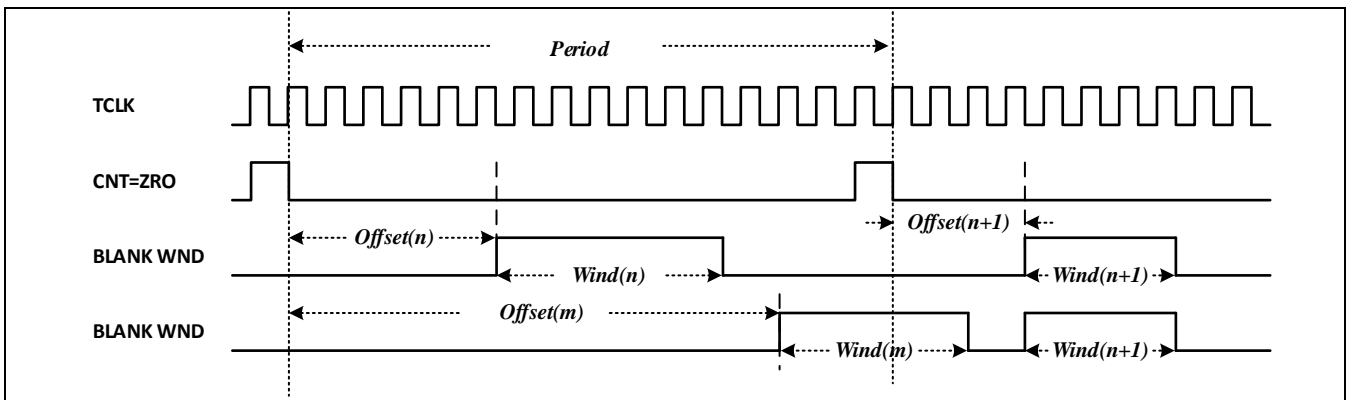 Period
TCLK
CNT=ZRO
Offset(n+1)
Offset(n)
BLANK WND
Wind(n)
Wind(n+1)
Offset(m)
BLANK WND
Wind(m)
Wind(n+1)